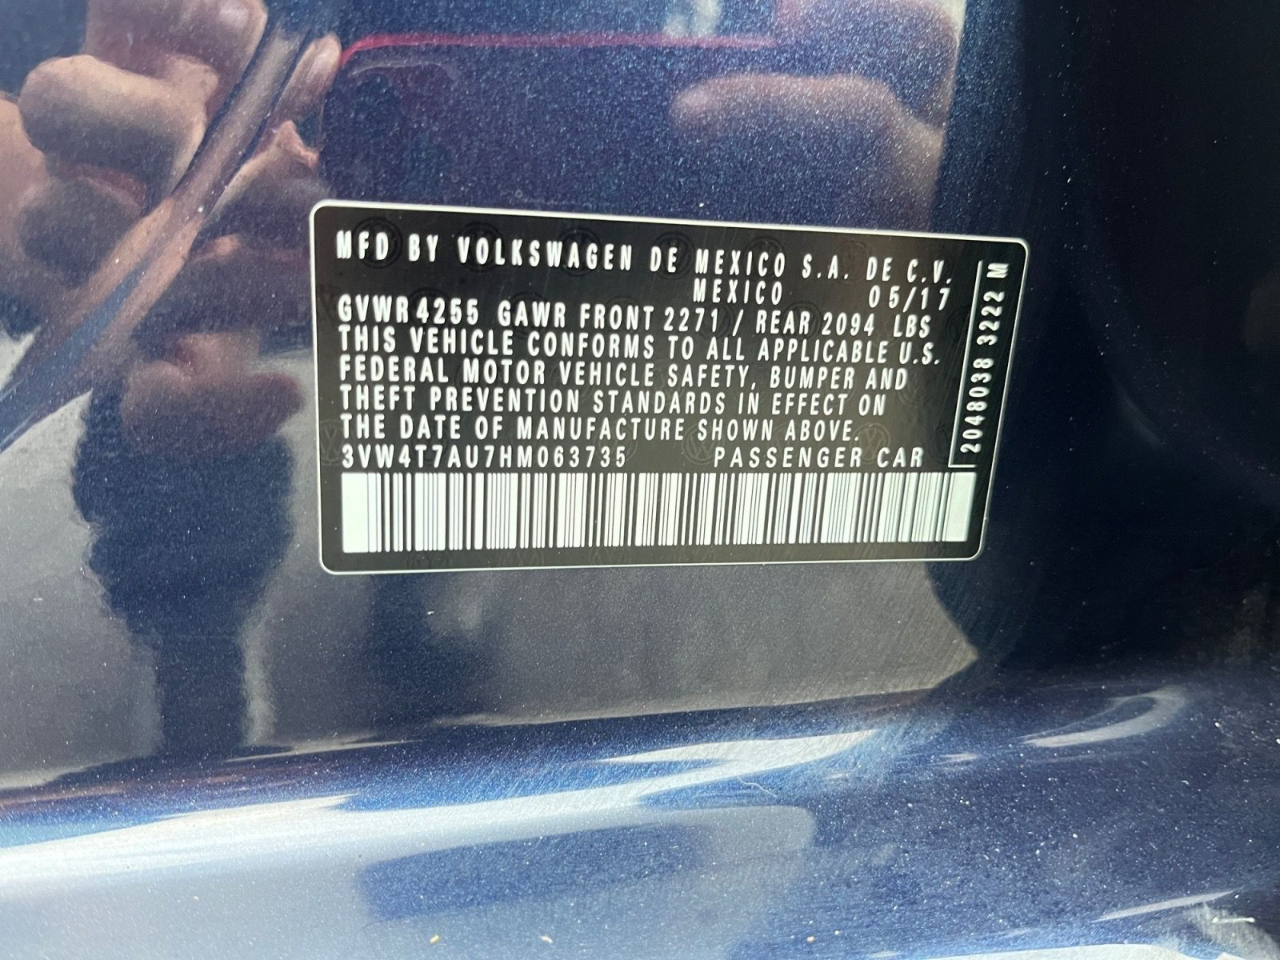 MFD BY VOLKSWAGEN DE MEXICO S.A. DE C.V.
MEXICO 05/17
GVWR 4255 GAWR FRONT 2271 / REAR 2094 LBS
THIS VEHICLE CONFORMS TO ALL APPLICABLE U.S.
FEDERAL MOTOR VEHICLE SAFETY, BUMPER AND
THEFT PREVENTION STANDARDS IN EFFECT ON
THE DATE OF MANUFACTURE SHOWN ABOVE.
3VW4T7AU7HM063735 PASSENGER CAR
2048038 3222 M